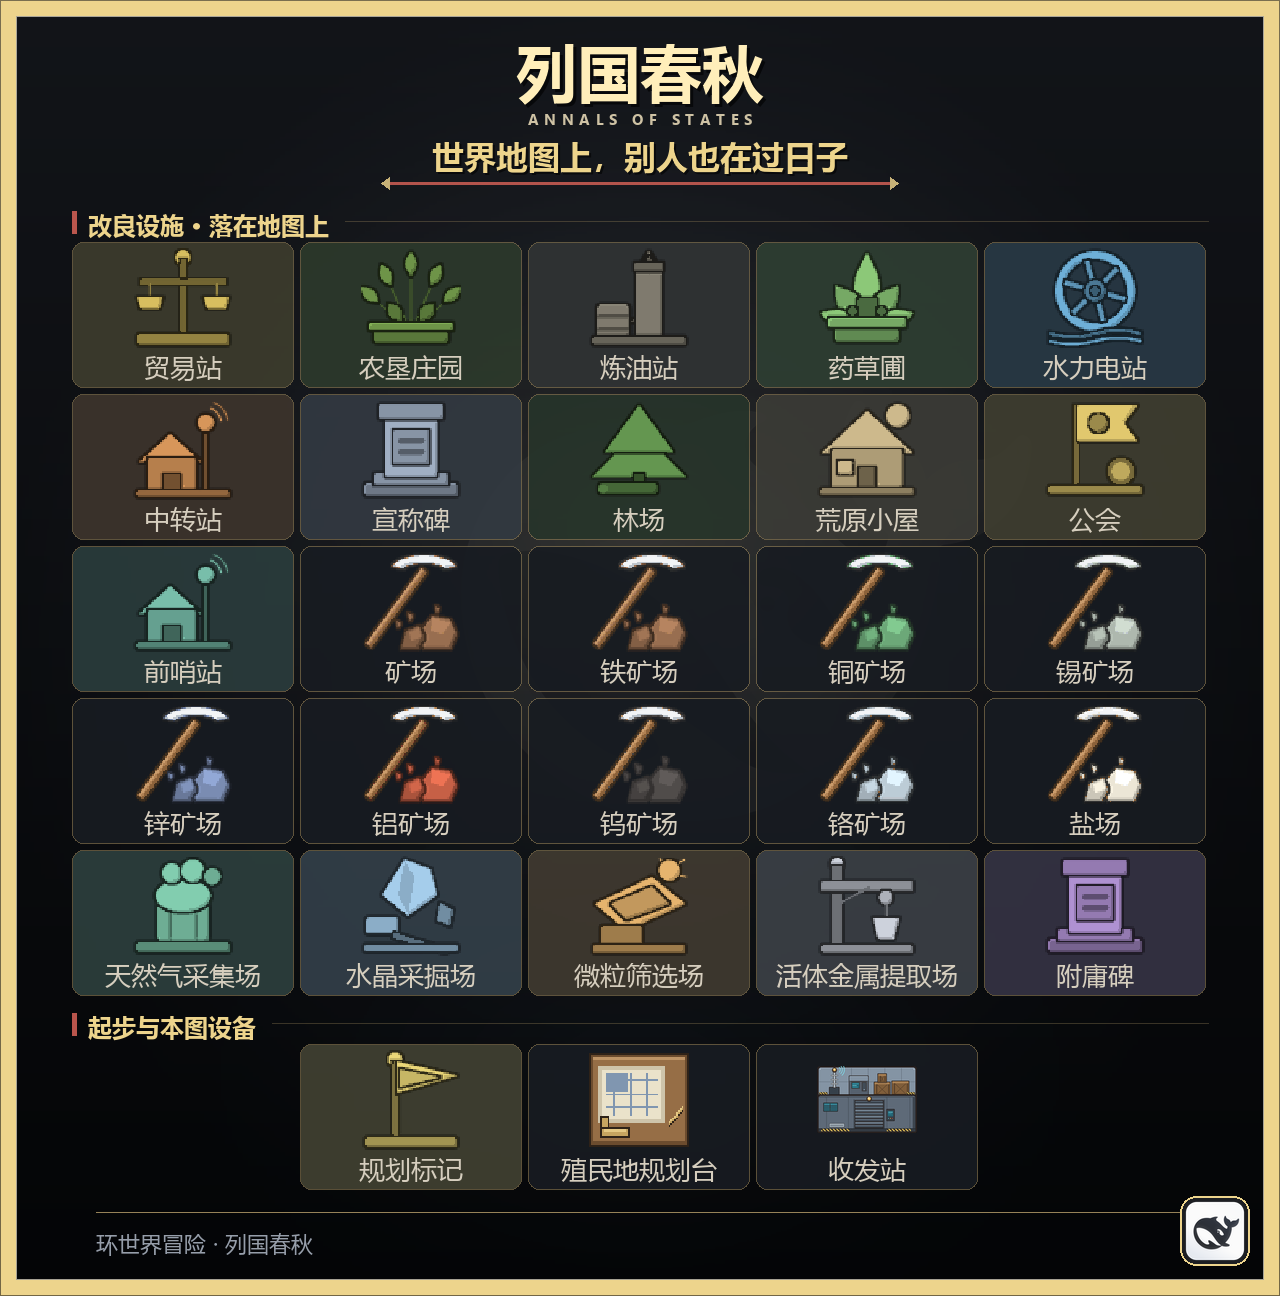 列国春秋
ANNALS OF STATES
世界地图上，别人也在过日子
改良设施·落在地图上
贸易站
农垦庄园
炼油站
药草圃
水力电站
中转站
宣称碑
林场
荒原小屋
公会
前哨站
矿场
铁矿场
铜矿场
锡矿场
锌矿场
铝矿场
钨矿场
铬矿场
盐场
天然气采集场
水晶采掘场
微粒筛选场
活体金属提取场
附庸碑
起步与本图设备
规划标记
殖民地规划台
收发站
环世界冒险 · 列国春秋